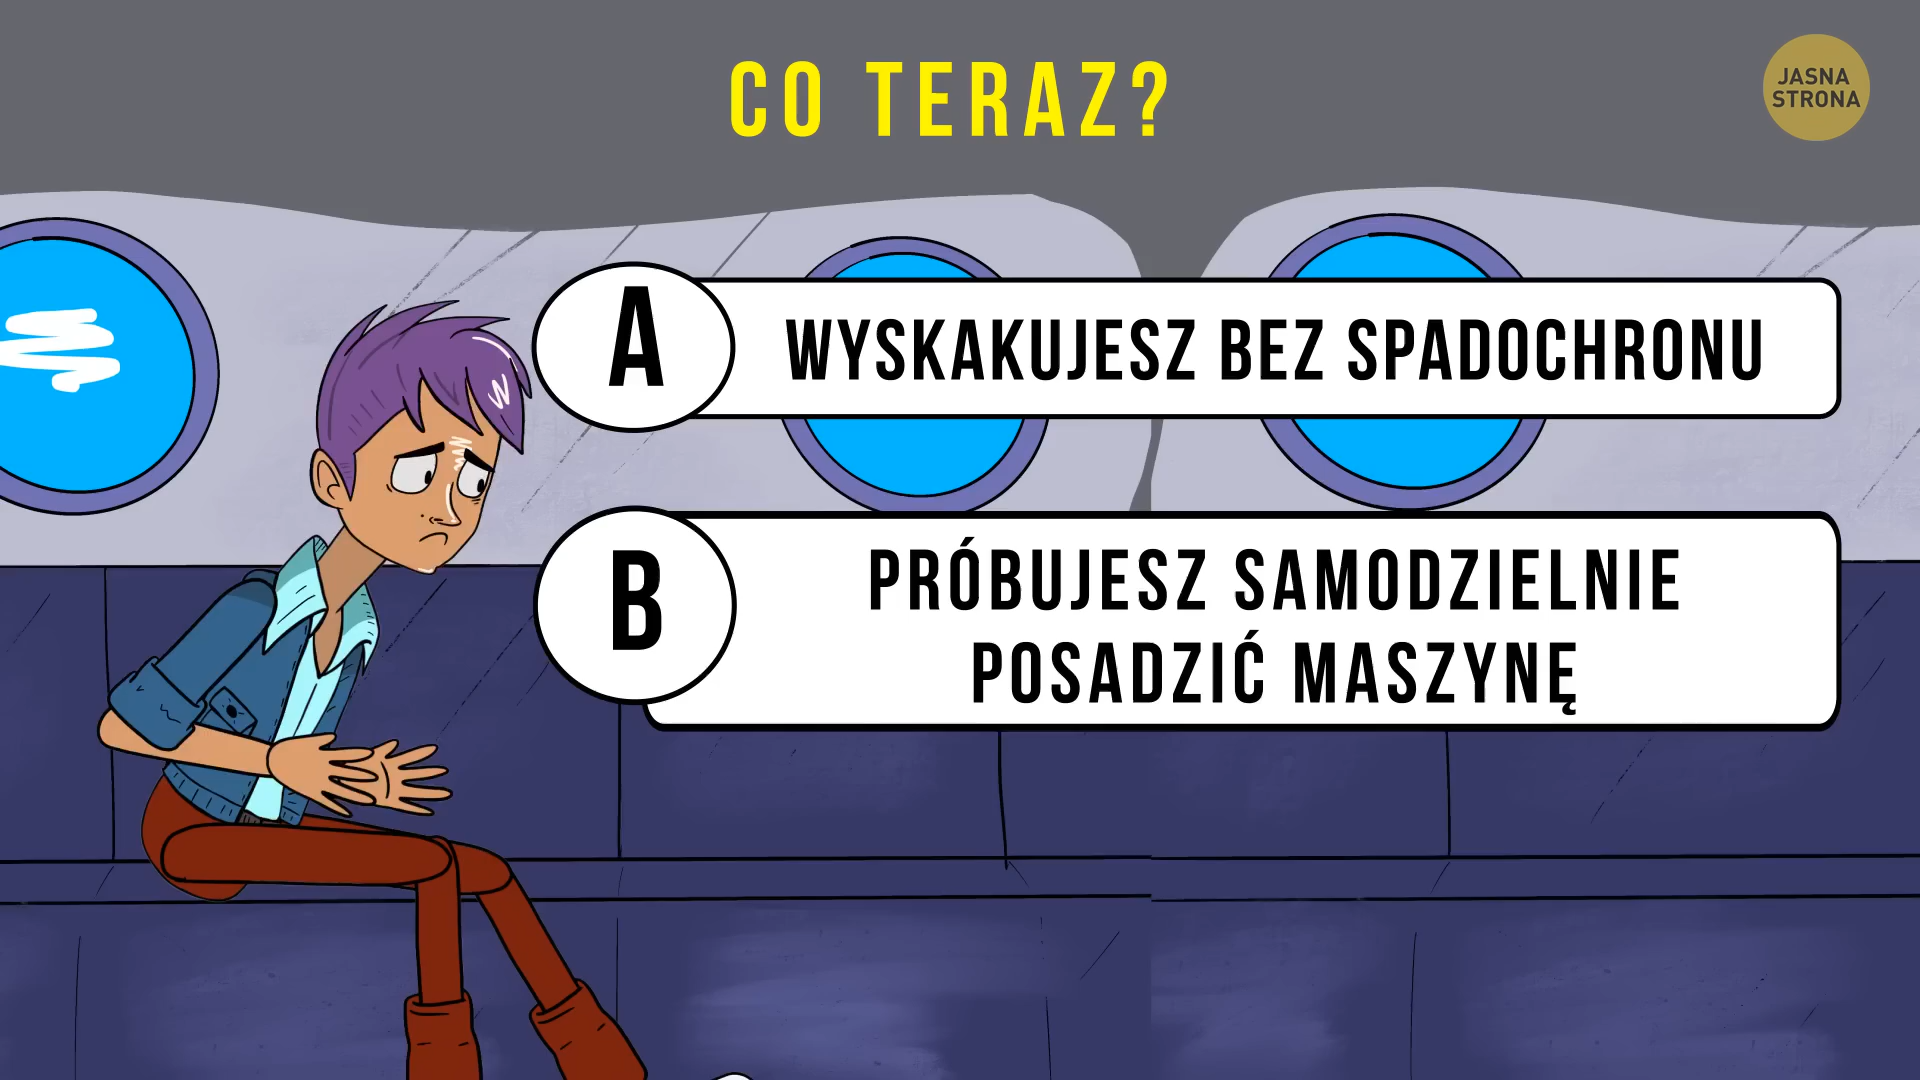 CO TERAZ?
JASNA
STRONA
A
WYSKAKUJESZ BEZ SPADOCHRONU
B
PRÓBUJESZ SAMODZIELNIE
POSADZIĆ MASZYNĘ